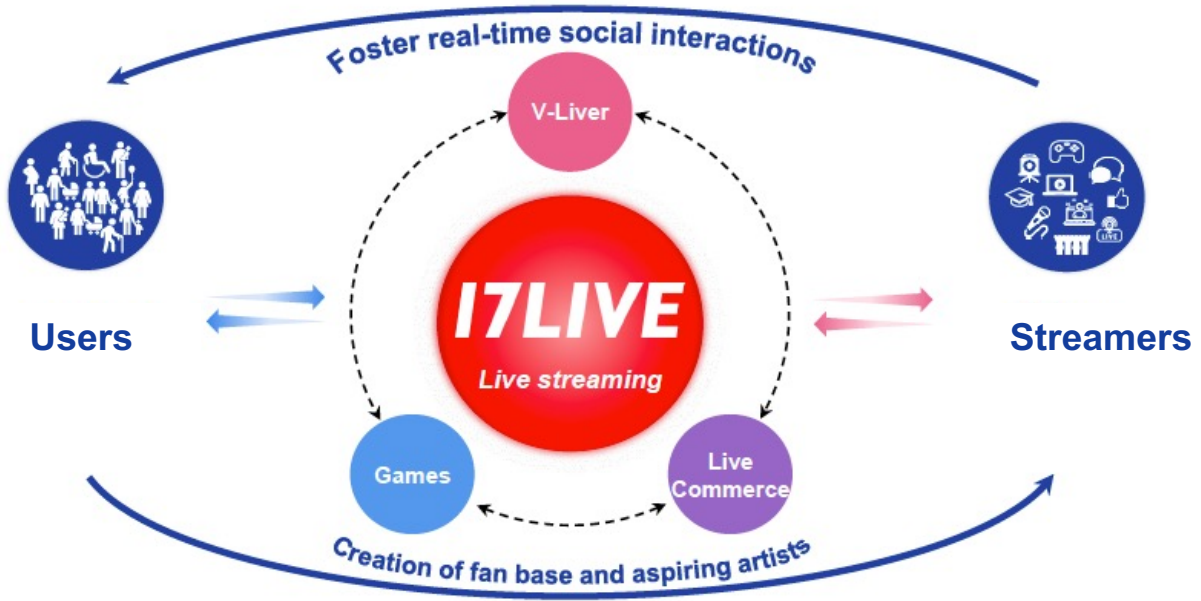 Foster real-time social interactions
V-Liver
17LIVE
Live streaming
Users
Streamers
Games
Live
Commerce
LIVE
Creation of fan base and aspiring artists